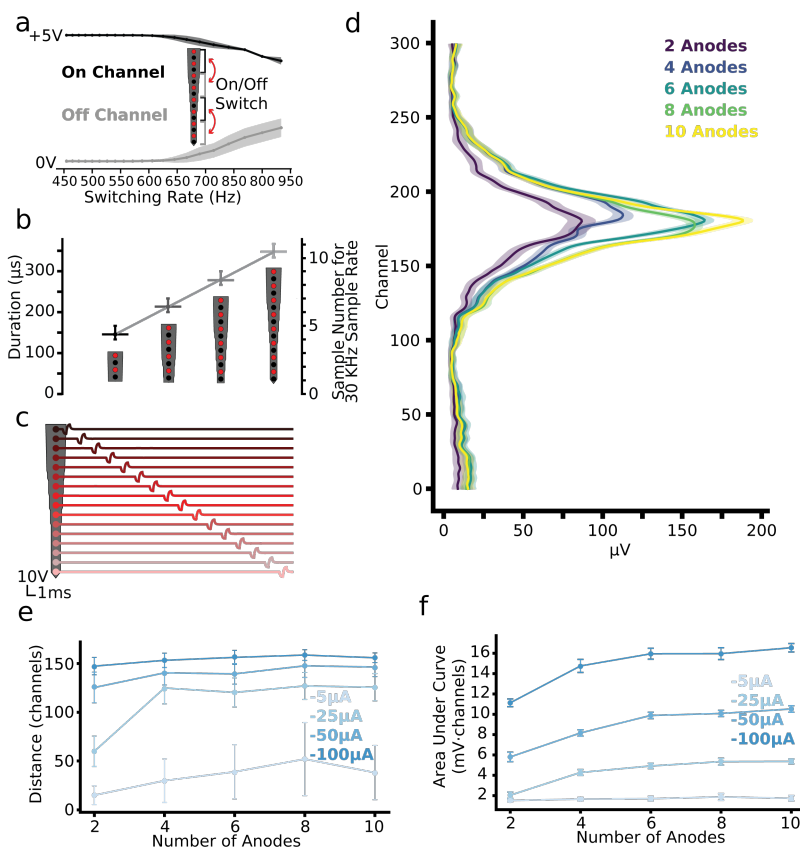 a
+5V
On Channel
Off Channel
On/Off
Switch
0V
450 500 550 600 650 700 750 800 850 900 950
Switching Rate (Hz)
b
Duration (µs)
300
200
100
0
10
5
0
Sample Number for
30 KHz Sample Rate
c
10V
1ms
d
Channel
300
250
200
150
100
50
0
2 Anodes
4 Anodes
6 Anodes
8 Anodes
10 Anodes
0 50 100 150 200
µV
e
Distance (channels)
150
100
50
0
-5µA
-25µA
-50µA
-100µA
2 4 6 8 10
Number of Anodes
f
Area Under Curve
(mV·channels)
16
14
12
10
8
6
4
2
-5µA
-25µA
-50µA
-100µA
2 4 6 8 10
Number of Anodes